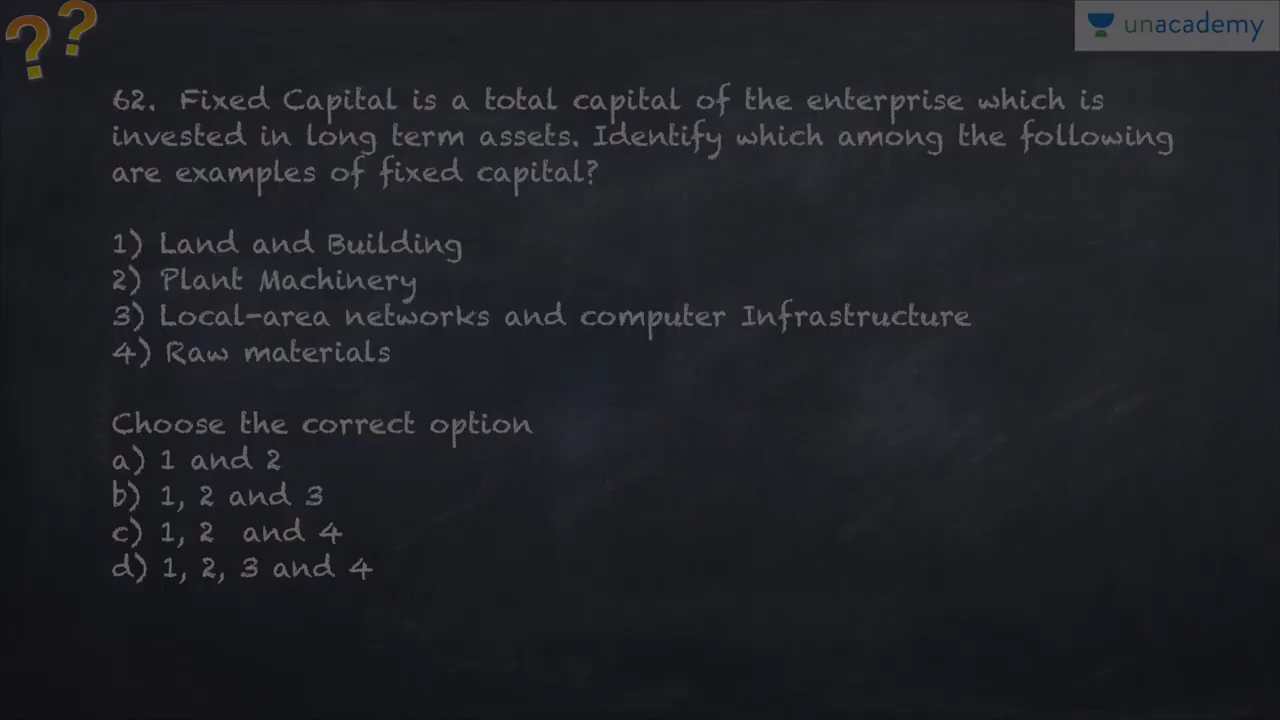 ??
unacademy
62. Fixed Capital is a total capital of the enterprise which is
invested in long term assets. Identify which among the following
are examples of fixed capital?
1) Land and Building
2) Plant Machinery
3) Local-area networks and computer Infrastructure
4) Raw materials
Choose the correct option
a) 1 and 2
b) 1, 2 and 3
c) 1, 2 and 4
d) 1, 2, 3 and 4